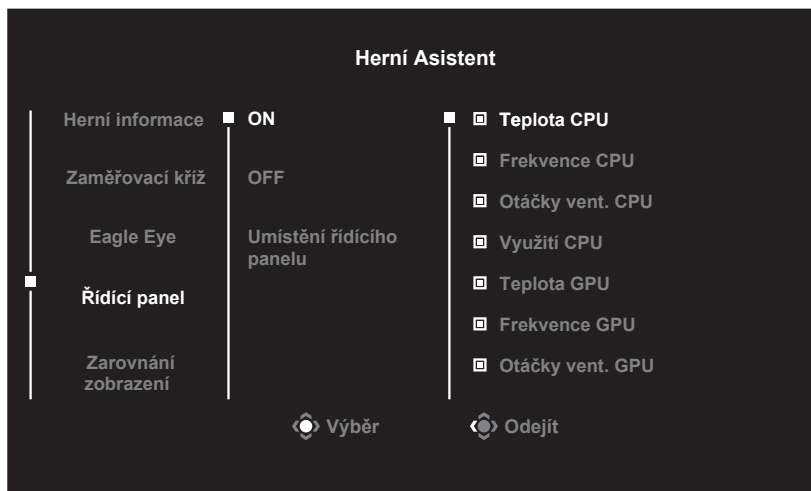 Herní Asistent
Herní informace
Zaměřovací kříž
Eagle Eye
Řídící panel
Zarovnání
zobrazení
ON
OFF
Umístění řídícího
panelu
Teplota CPU
Frekvence CPU
Otáčky vent. CPU
Využití CPU
Teplota GPU
Frekvence GPU
Otáčky vent. GPU
Výběr
Odejít